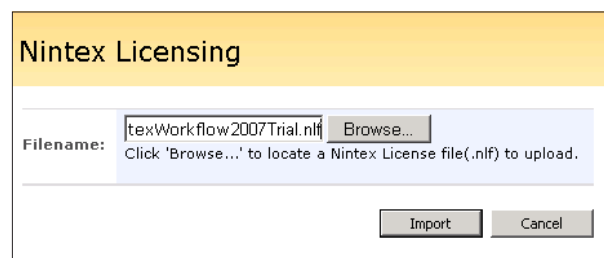 Nintex Licensing
Filename:
texWorkflow2007Trial.nlf
Browse...
Click 'Browse...' to locate a Nintex License file(.nlf) to upload.
Import
Cancel